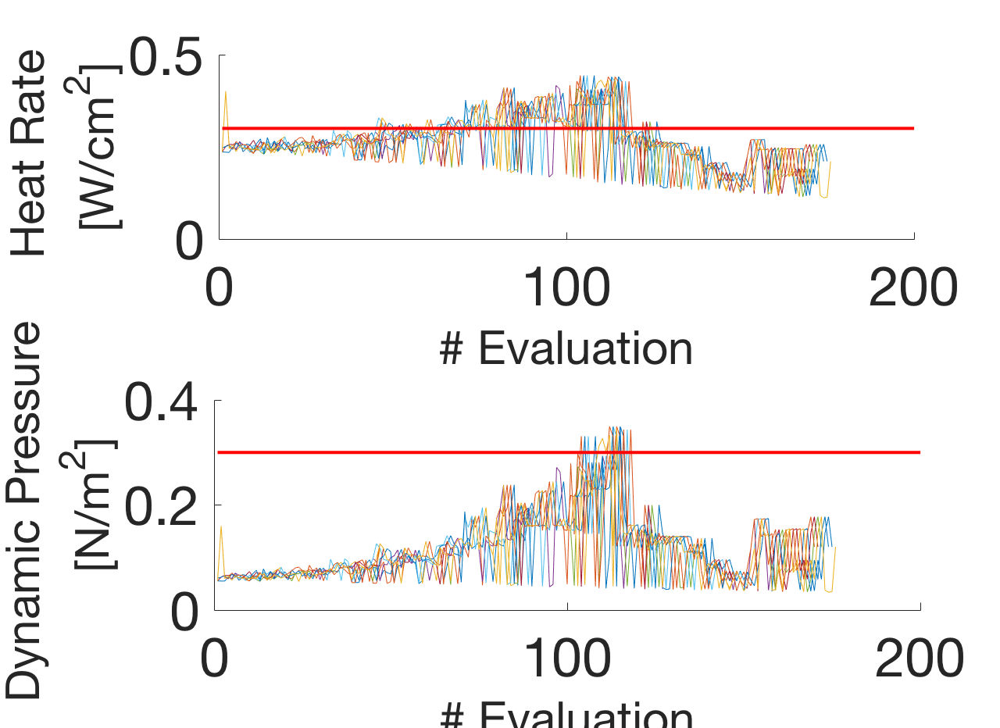 Heat Rate
[W/cm²]
0.5
0
0
100
200
# Evaluation
Dynamic Pressure
[N/m²]
0.4
0.2
0
0
100
200
# Evaluation